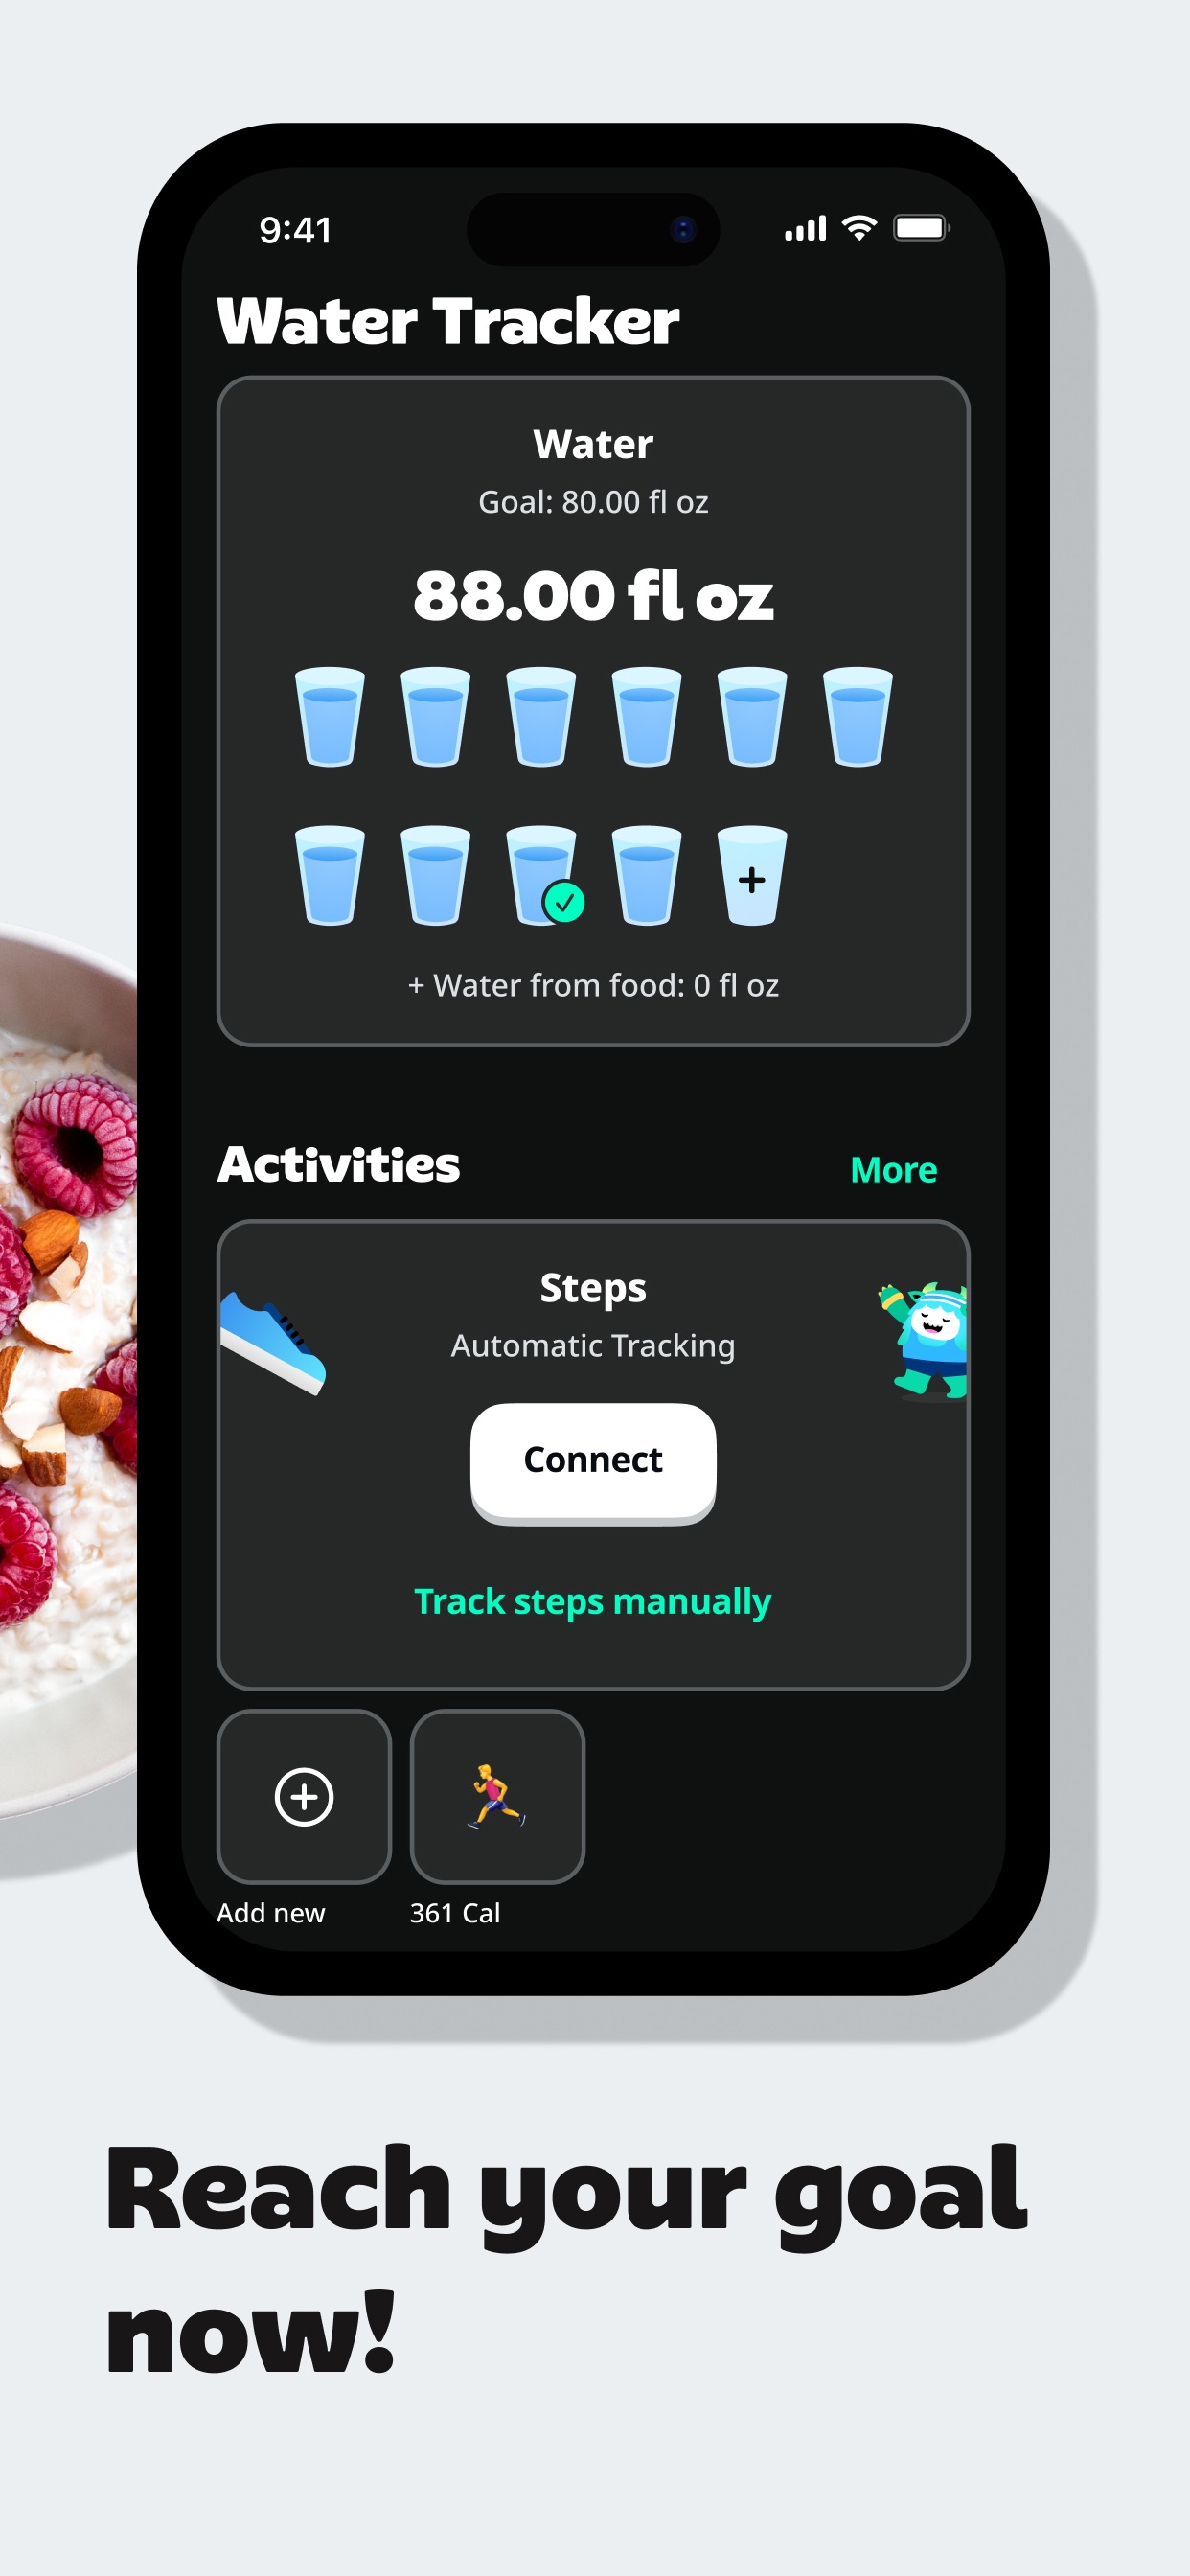 9:41
Water Tracker
Water
Goal: 80.00 fl oz
88.00 fl oz
+ Water from food: 0 fl oz
Activities
More
Steps
Automatic Tracking
Connect
Track steps manually
Add new
361 Cal
Reach your goal
now!